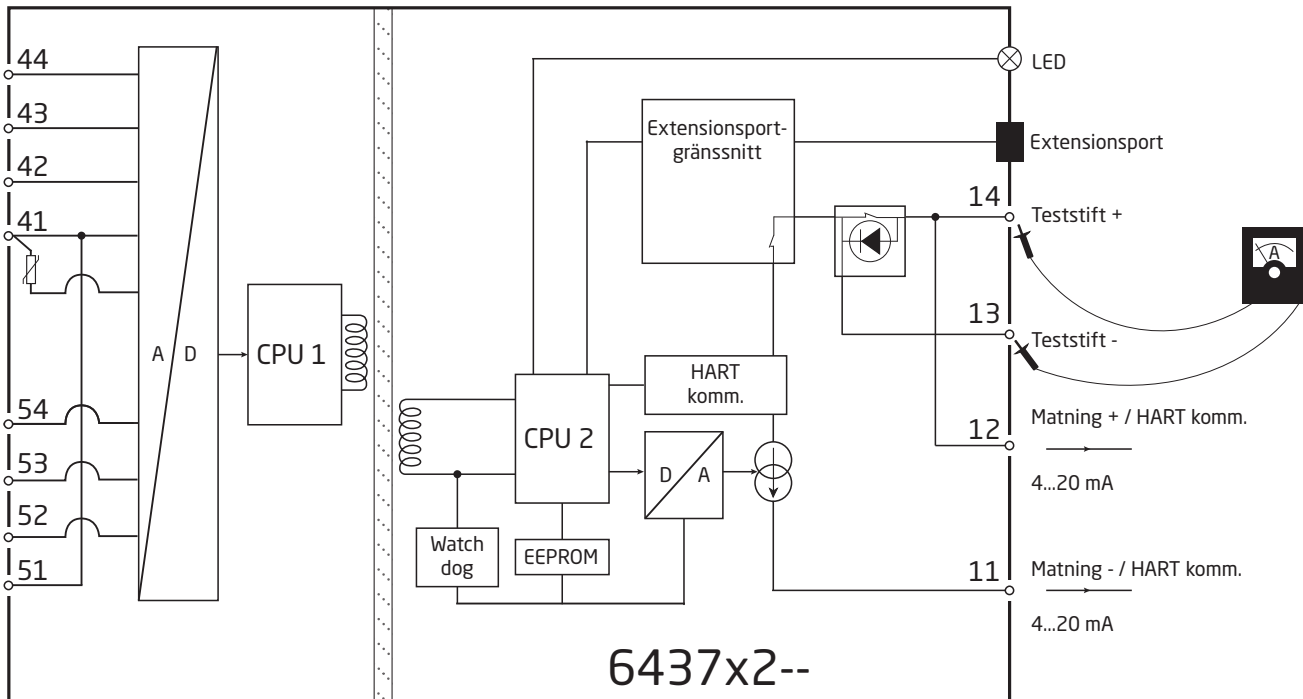 44
43
42
41
54
53
52
51
A
D
CPU 1
CPU 2
Watch
dog
EEPROM
D
A
HART
komm.
Extensionsport-
gränssnitt
LED
Extensionsport
14
Teststift +
A
13
Teststift -
12
Matning + / HART komm.
4...20 mA
11
Matning - / HART komm.
4...20 mA
6437x2--